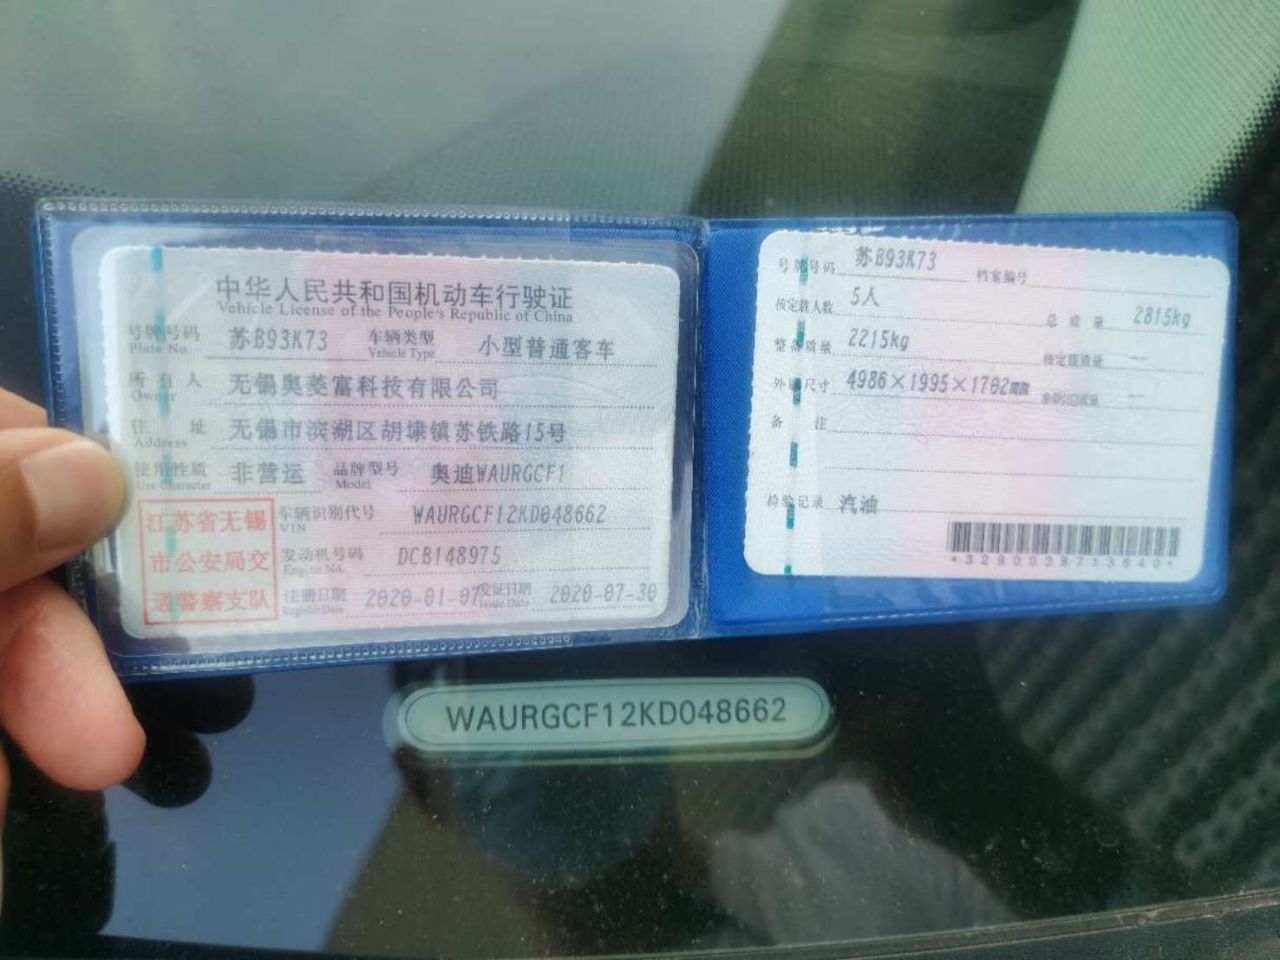 中华人民共和国机动车行驶证
Vehicle License of the People's Republic of China
号牌号码 苏B93K73 车辆类型 小型普通客车
Plate No. Vehicle Type
所有人 无锡奥菱富科技有限公司
Owner
住址 无锡市滨湖区胡埭镇苏铁路15号
Address
使用性质 非营运 品牌型号 奥迪WAURGCF1
Use Character Model
江苏省无锡
市公安局交
通警察支队
车辆识别代号 WAURGCF12KD048662
VIN
发动机号码 DCB148975
Engine No.
注册日期 2020-01-07 发证日期 2020-07-30
Register Date Issue Date
号牌号码 苏B93K73 档案编号
核定载人数 5人 总质量 2815kg
整备质量 2215kg 核定载质量 --
外廓尺寸 4986×1995×1702mm 准牵引总质量 --
备注
检验记录 汽油
*3290038713640*
WAURGCF12KD048662